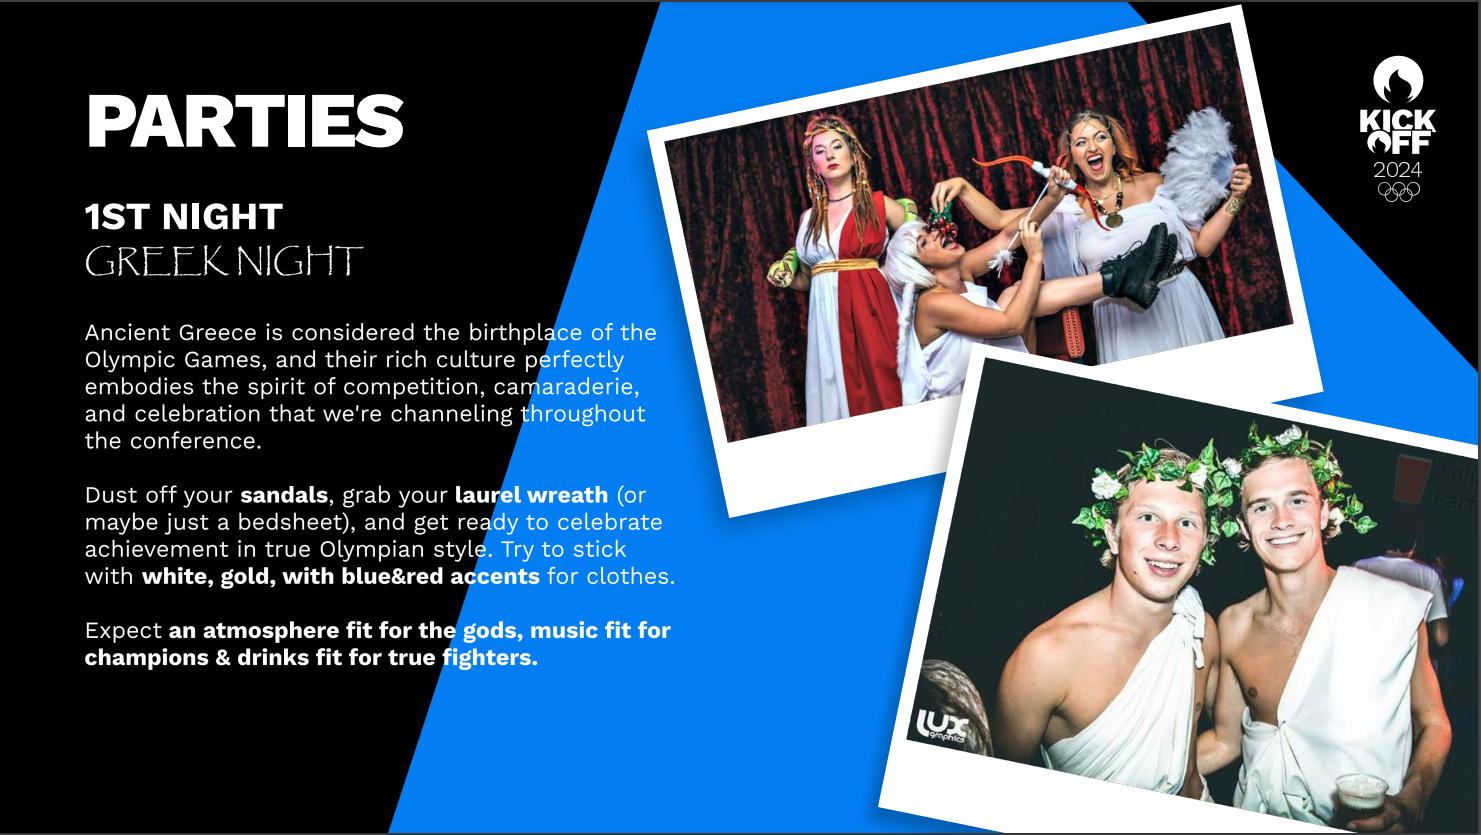 PARTIES
1ST NIGHT
GREEK NIGHT
Ancient Greece is considered the birthplace of the
Olympic Games, and their rich culture perfectly
embodies the spirit of competition, camaraderie,
and celebration that we're channeling throughout
the conference.
Dust off your sandals, grab your laurel wreath (or
maybe just a bedsheet), and get ready to celebrate
achievement in true Olympian style. Try to stick
with white, gold, with blue&red accents for clothes.
Expect an atmosphere fit for the gods, music fit for
champions & drinks fit for true fighters.
KICK
OFF
2024
Lux
graphics